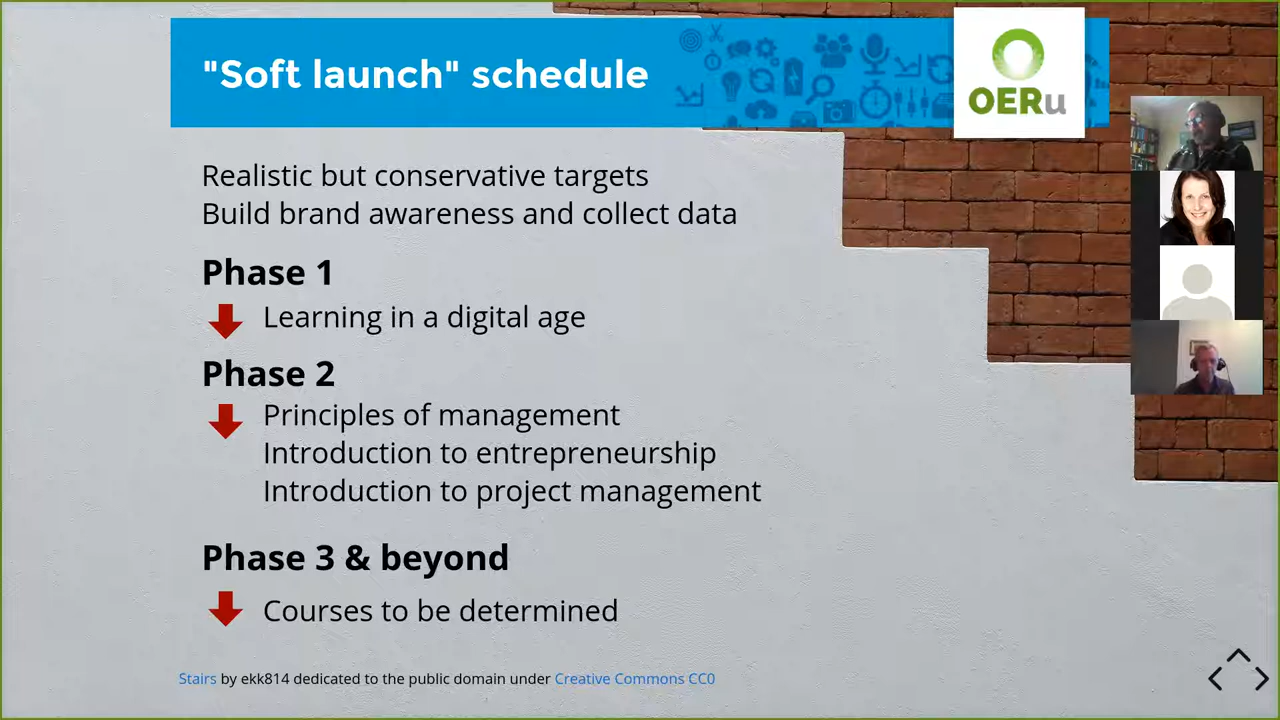 "Soft launch" schedule
OERu
Realistic but conservative targets
Build brand awareness and collect data
Phase 1
Learning in a digital age
Phase 2
Principles of management
Introduction to entrepreneurship
Introduction to project management
Phase 3 & beyond
Courses to be determined
Stairs by ekk814 dedicated to the public domain under Creative Commons CC0